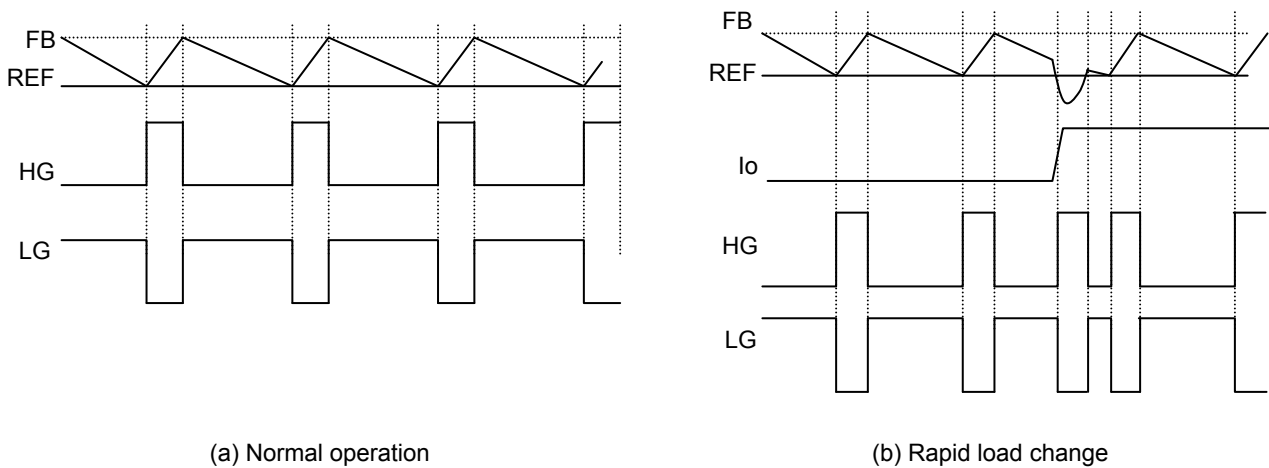 FB
REF
HG
LG
(a) Normal operation
FB
REF
Io
HG
LG
(b) Rapid load change